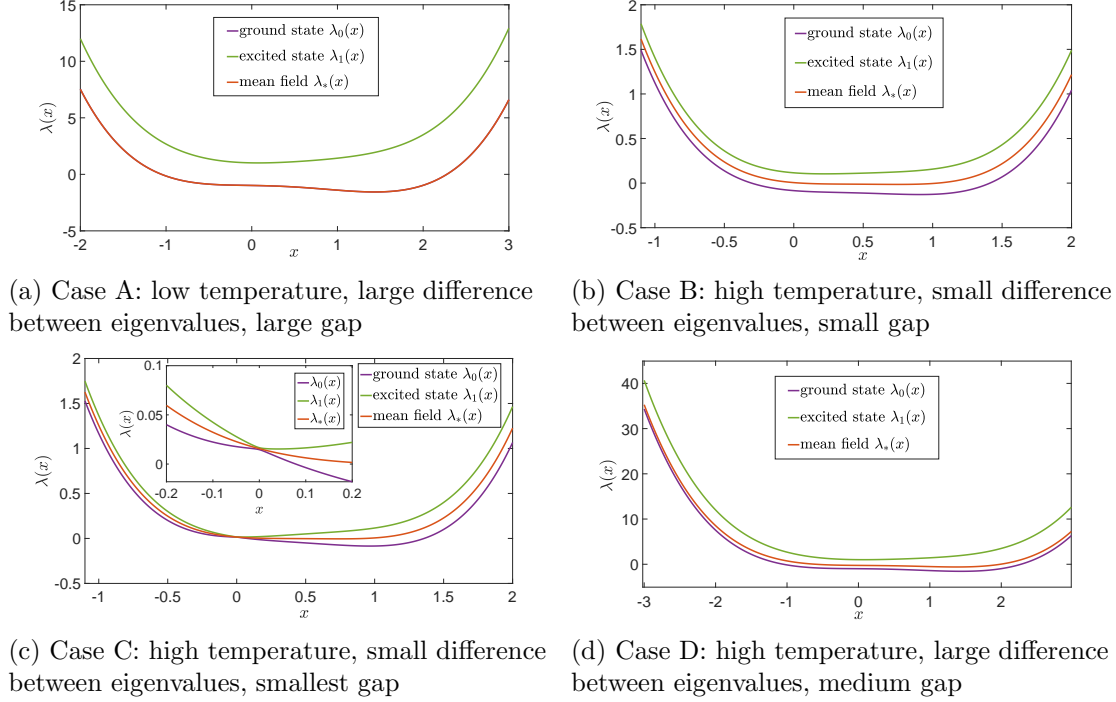 15
10
5
0
-5
-2
-1
0
1
2
3
λ(x)
x
ground state λ₀(x)
excited state λ₁(x)
mean field λ∗(x)
(a) Case A: low temperature, large difference
between eigenvalues, large gap
2
1.5
1
0.5
0
-0.5
-1
-0.5
0
0.5
1
1.5
2
λ(x)
x
ground state λ₀(x)
excited state λ₁(x)
mean field λ∗(x)
(b) Case B: high temperature, small difference
between eigenvalues, small gap
2
1.5
1
0.5
0
-0.5
-1
-0.5
0
0.5
1
1.5
2
λ(x)
x
0.1
0.05
0
-0.2
-0.1
0
0.1
0.2
λ(x)
x
λ₀(x)
λ₁(x)
λ∗(x)
ground state λ₀(x)
excited state λ₁(x)
mean field λ∗(x)
(c) Case C: high temperature, small difference
between eigenvalues, smallest gap
40
30
20
10
0
-3
-2
-1
0
1
2
λ(x)
x
ground state λ₀(x)
excited state λ₁(x)
mean field λ∗(x)
(d) Case D: high temperature, large difference
between eigenvalues, medium gap